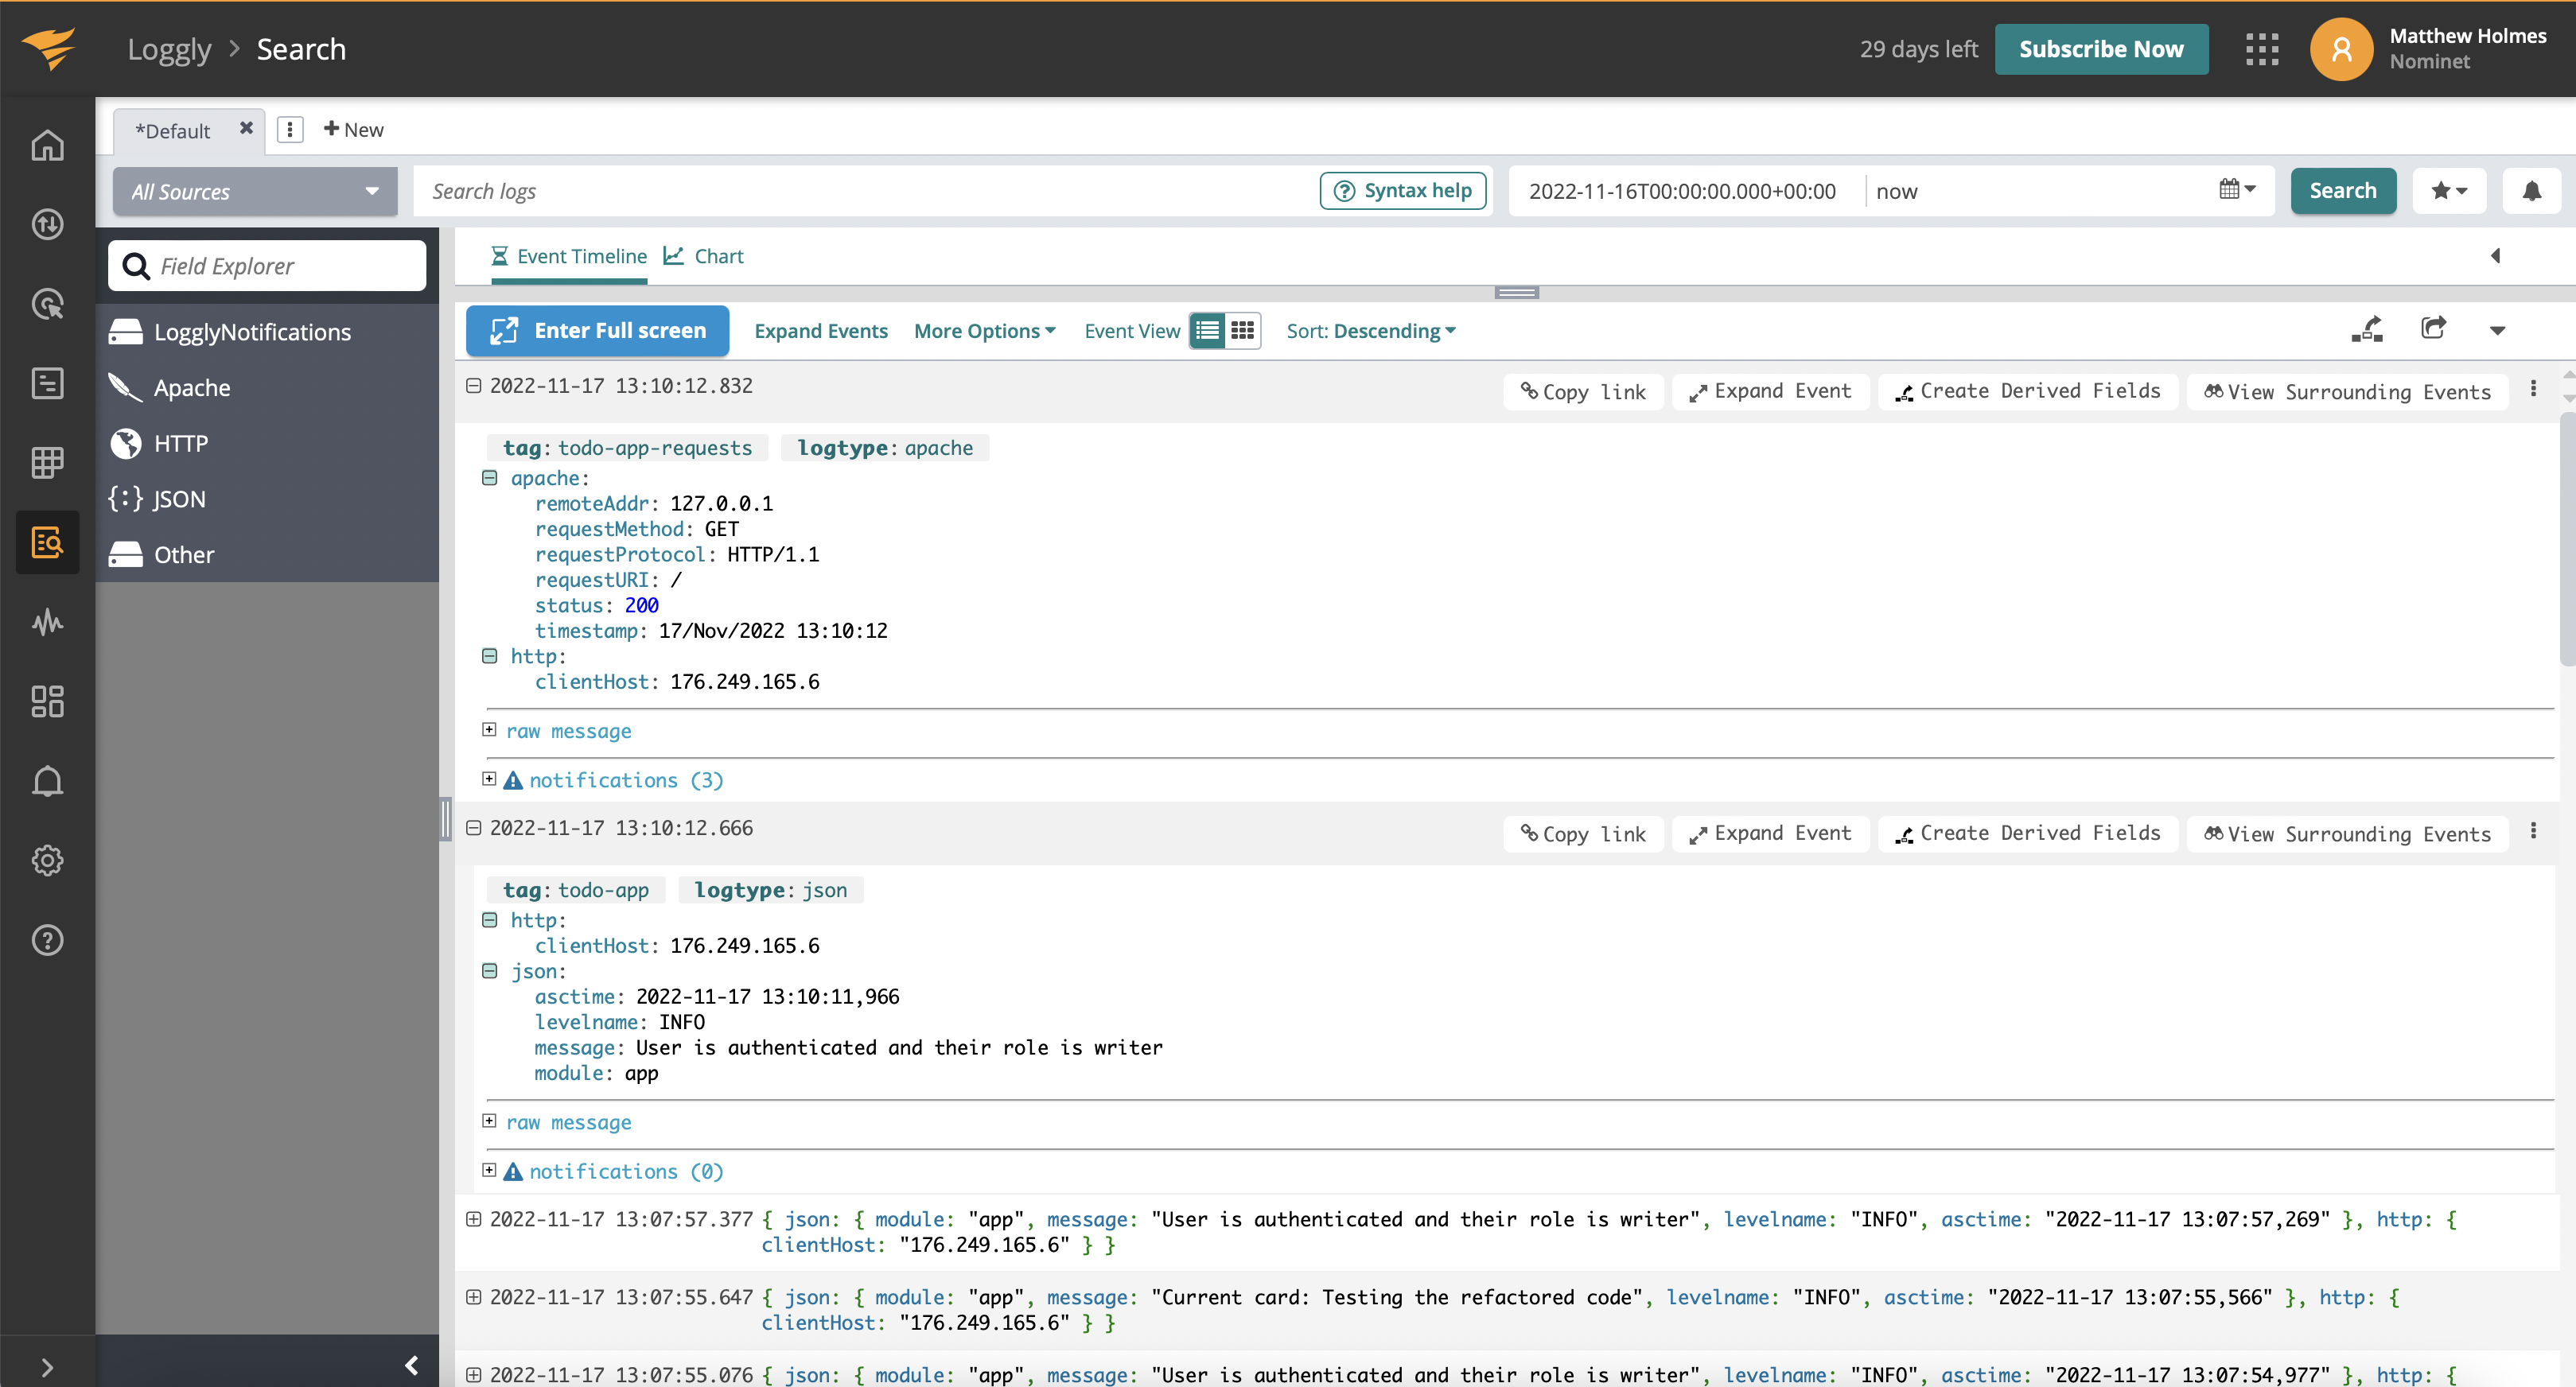 Loggly > Search
29 days left
Subscribe Now
Matthew Holmes
Nominet
*Default
New
All Sources
Search logs
Syntax help
2022-11-16T00:00:00.000+00:00
now
Search
Field Explorer
LogglyNotifications
Apache
HTTP
{:} JSON
Other
Event Timeline
Chart
Enter Full screen
Expand Events
More Options
Event View
Sort: Descending
2022-11-17 13:10:12.832
Copy link
Expand Event
Create Derived Fields
View Surrounding Events
tag: todo-app-requests logtype: apache
apache:
remoteAddr: 127.0.0.1
requestMethod: GET
requestProtocol: HTTP/1.1
requestURI: /
status: 200
timestamp: 17/Nov/2022 13:10:12
http:
clientHost: 176.249.165.6
raw message
notifications (3)
2022-11-17 13:10:12.666
Copy link
Expand Event
Create Derived Fields
View Surrounding Events
tag: todo-app logtype: json
http:
clientHost: 176.249.165.6
json:
asctime: 2022-11-17 13:10:11,966
levelname: INFO
message: User is authenticated and their role is writer
module: app
raw message
notifications (0)
2022-11-17 13:07:57.377 { json: { module: "app", message: "User is authenticated and their role is writer", levelname: "INFO", asctime: "2022-11-17 13:07:57,269" }, http: {
clientHost: "176.249.165.6" } }
2022-11-17 13:07:55.647 { json: { module: "app", message: "Current card: Testing the refactored code", levelname: "INFO", asctime: "2022-11-17 13:07:55,566" }, http: {
clientHost: "176.249.165.6" } }
2022-11-17 13:07:55.076 { json: { module: "app", message: "User is authenticated and their role is writer", levelname: "INFO", asctime: "2022-11-17 13:07:54,977" }, http: {